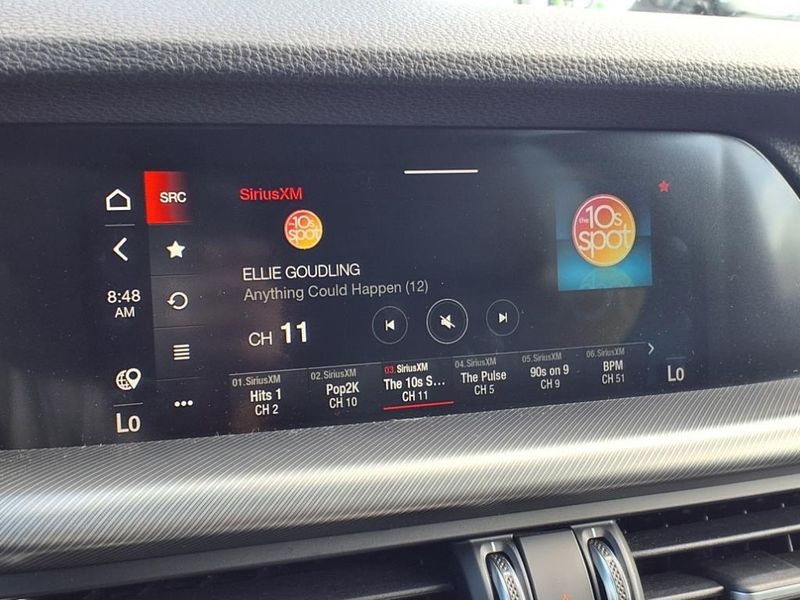 SRC
SiriusXM
the 10s spot
the 10s spot
ELLIE GOUDLING
Anything Could Happen (12)
8:48
AM
CH 11
01.SiriusXM
Hits 1
CH 2
02.SiriusXM
Pop2K
CH 10
03.SiriusXM
The 10s S...
CH 11
04.SiriusXM
The Pulse
CH 5
05.SiriusXM
90s on 9
CH 9
06.SiriusXM
BPM
CH 51
Lo
Lo